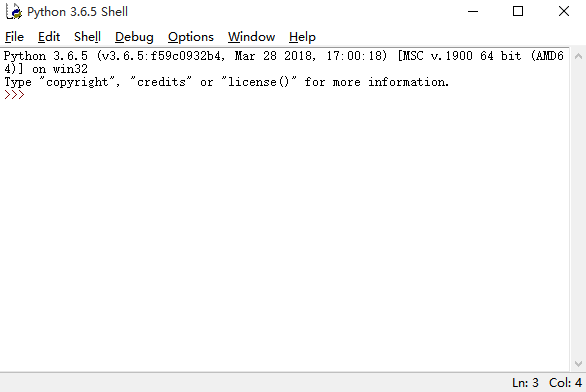 Python 3.6.5 Shell
File Edit Shell Debug Options Window Help
Python 3.6.5 (v3.6.5:f59c0932b4, Mar 28 2018, 17:00:18) [MSC v.1900 64 bit (AMD6
4)] on win32
Type "copyright", "credits" or "license()" for more information.
>>>
Ln: 3 Col: 4